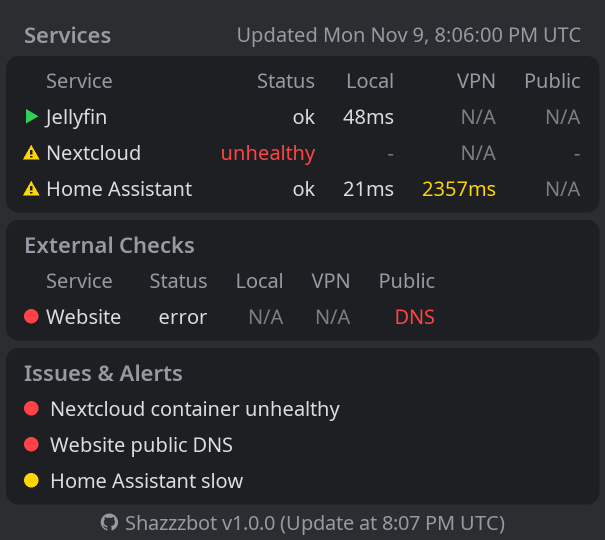 Services Updated Mon Nov 9, 8:06:00 PM UTC
Service Status Local VPN Public
Jellyfin ok 48ms N/A N/A
Nextcloud unhealthy - N/A -
Home Assistant ok 21ms 2357ms N/A
External Checks
Service Status Local VPN Public
Website error N/A N/A DNS
Issues & Alerts
Nextcloud container unhealthy
Website public DNS
Home Assistant slow
Shazzzbot v1.0.0 (Update at 8:07 PM UTC)